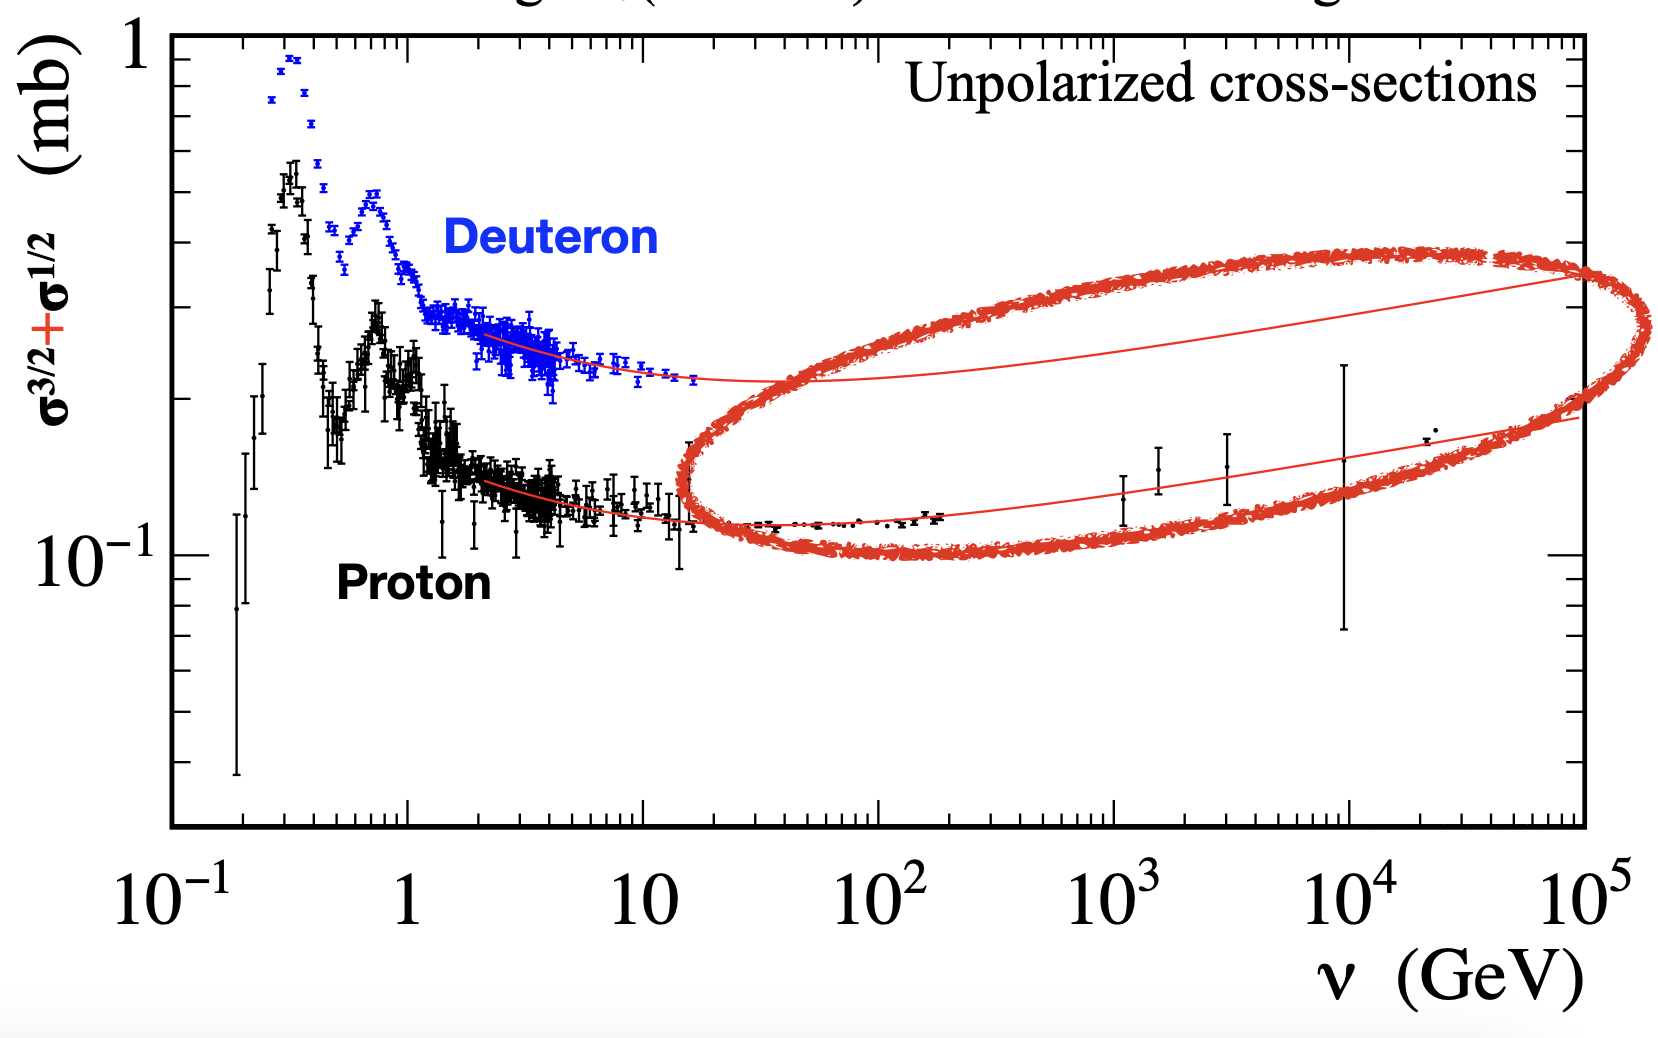 Unpolarized cross-sections
σ3/2+σ1/2 (mb)
1
10−1
Deuteron
Proton
10−1 1 10 10² 10³ 10⁴ 10⁵
ν (GeV)